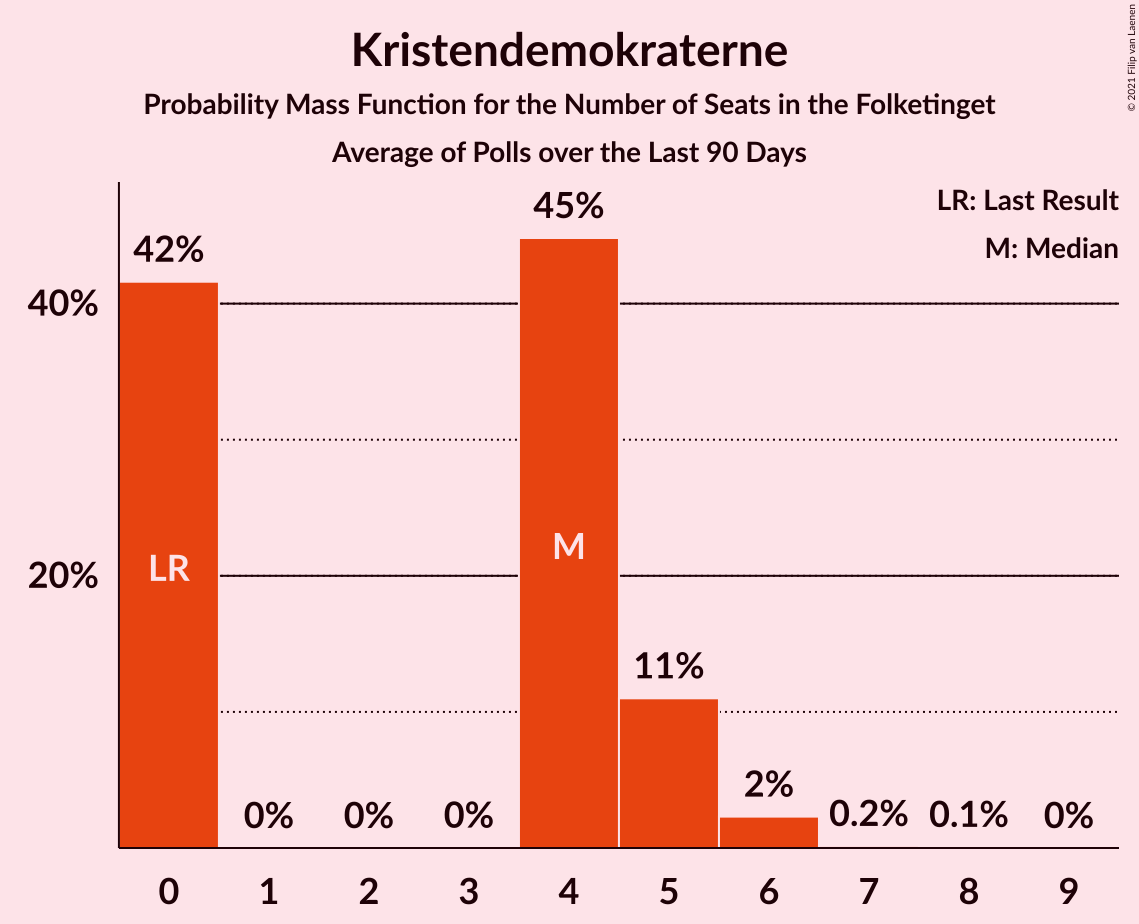 Kristendemokraterne
Probability Mass Function for the Number of Seats in the Folketinget
Average of Polls over the Last 90 Days
© 2021 Filip van Laenen
LR: Last Result
M: Median
40%
20%
42%
0%
0%
0%
45%
11%
2%
0.2%
0.1%
0%
LR
M
0 1 2 3 4 5 6 7 8 9